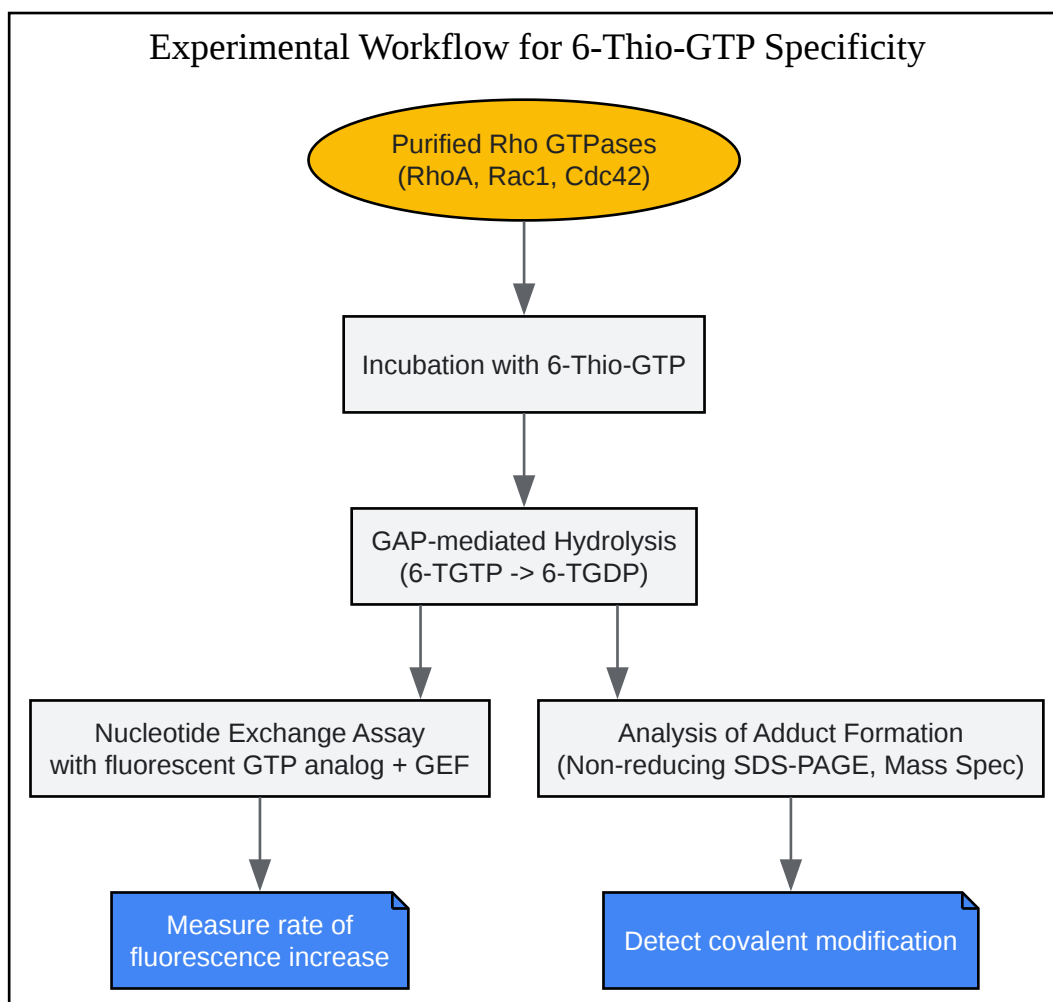 Experimental Workflow for 6-Thio-GTP Specificity
Purified Rho GTPases
(RhoA, Rac1, Cdc42)
Incubation with 6-Thio-GTP
GAP-mediated Hydrolysis
(6-TGTP -> 6-TGDP)
Nucleotide Exchange Assay
with fluorescent GTP analog + GEF
Analysis of Adduct Formation
(Non-reducing SDS-PAGE, Mass Spec)
Measure rate of
fluorescence increase
Detect covalent modification